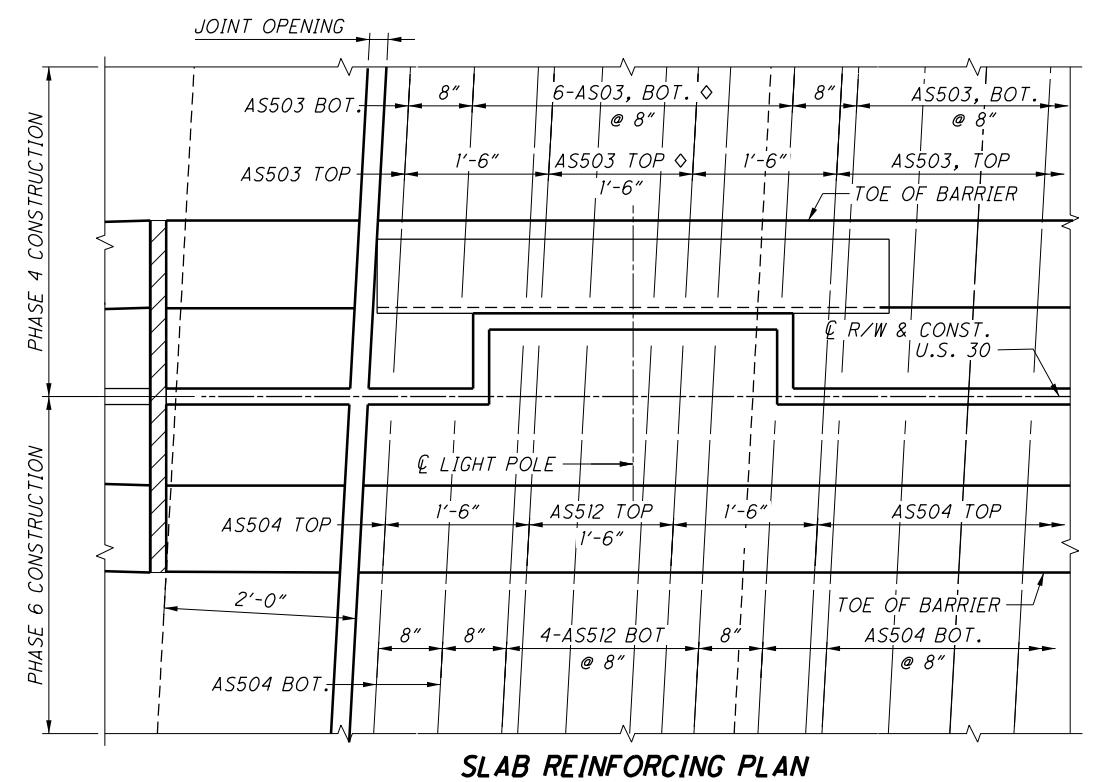 JOINT OPENING
AS503 BOT.
8"
6-AS03, BOT. ◊
@ 8"
8"
AS503, BOT.
@ 8"
AS503 TOP
1'-6"
AS503 TOP ◊
1'-6"
1'-6"
AS503, TOP
TOE OF BARRIER
PHASE 4 CONSTRUCTION
℄ R/W & CONST.
U.S. 30
℄ LIGHT POLE
PHASE 6 CONSTRUCTION
AS504 TOP
1'-6"
AS512 TOP
1'-6"
1'-6"
AS504 TOP
2'-0"
TOE OF BARRIER
8"
8"
4-AS512 BOT
@ 8"
8"
AS504 BOT.
@ 8"
AS504 BOT.
SLAB REINFORCING PLAN